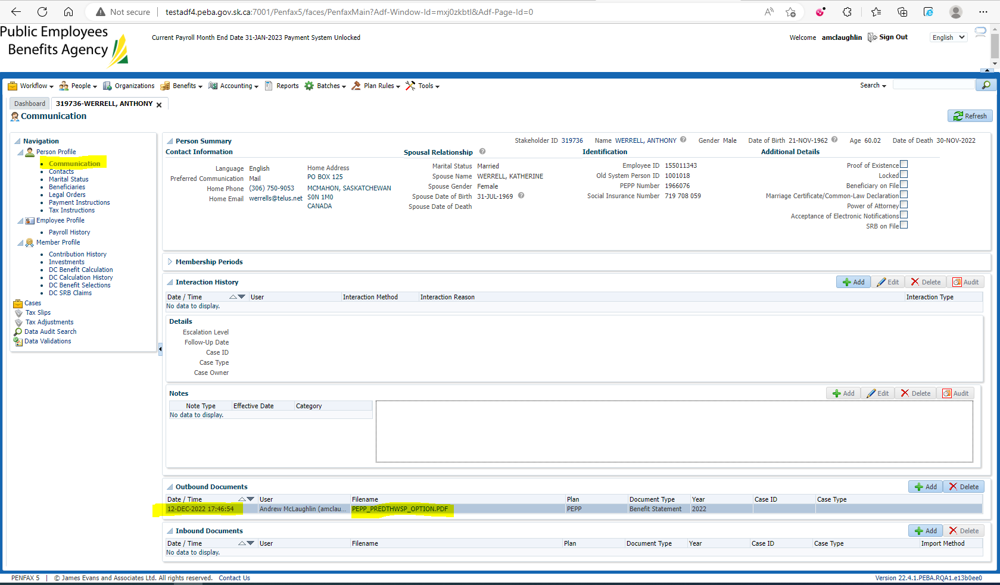 Not secure testadf4.peba.gov.sk.ca:7001/Penfax5/faces/PenfaxMain?Adf-Window-Id=mxj0zkbtl&Adf-Page-Id=0
Public Employees
Benefits Agency
Current Payroll Month End Date 31-JAN-2023 Payment System Unlocked
Welcome amclaughlin Sign Out English
Workflow People Organizations Benefits Accounting Reports Batches Plan Rules Tools Search
Dashboard 319736-WERRELL, ANTHONY
Communication
Refresh
Navigation
Person Profile
Communication
Contacts
Marital Status
Beneficiaries
Legal Orders
Payment Instructions
Tax Instructions
Employee Profile
Payroll History
Member Profile
Contribution History
Investments
DC Benefit Calculation
DC Calculation History
DC Benefit Selections
DC SRB Claims
Cases
Tax Slips
Tax Adjustments
Data Audit Search
Data Validations
Person Summary Stakeholder ID 319736 Name WERRELL, ANTHONY Gender Male Date of Birth 21-NOV-1962 Age 60.02 Date of Death 30-NOV-2022
Contact Information
Language English
Preferred Communication Mail
Home Phone (306) 750-9053
Home Email werrells@telus.net
Home Address
PO BOX 125
MCMAHON, SASKATCHEWAN
S0N 1M0
CANADA
Spousal Relationship
Marital Status Married
Spouse Name WERRELL, KATHERINE
Spouse Gender Female
Spouse Date of Birth 31-JUL-1969
Spouse Date of Death
Identification
Employee ID 155011343
Old System Person ID 1001018
PEPP Number 1966076
Social Insurance Number 719 708 059
Additional Details
Proof of Existence
Locked
Beneficiary on File
Marriage Certificate/Common-Law Declaration
Power of Attorney
Acceptance of Electronic Notifications
SRB on File
Membership Periods
Interaction History Add Edit Delete Audit
Date / Time User Interaction Method Interaction Reason Interaction Type
No data to display.
Details
Escalation Level
Follow-Up Date
Case ID
Case Type
Case Owner
Notes Add Edit Delete Audit
Note Type Effective Date Category
No data to display.
Outbound Documents Add Delete
Date / Time User Filename Plan Document Type Year Case ID Case Type
12-DEC-2022 17:46:54 Andrew McLaughlin (amclau... PEPP_PREDTHWSP_OPTION.PDF PEPP Benefit Statement 2022
Inbound Documents Add Delete
Date / Time User Filename Plan Document Type Year Case ID Case Type Import Method
No data to display.
PENFAX 5 | © James Evans and Associates Ltd. All rights reserved. Contact Us Version 22.4.1.PEBA.RQA1.e13b0ee0